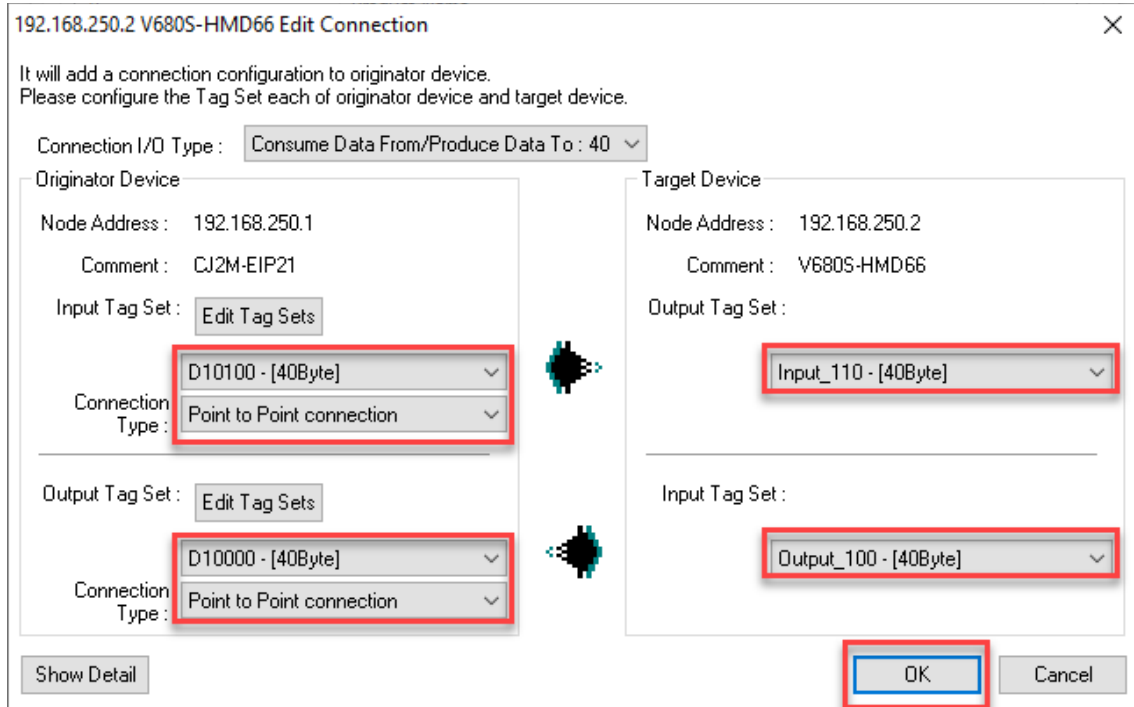 192.168.250.2 V680S-HMD66 Edit Connection
It will add a connection configuration to originator device.
Please configure the Tag Set each of originator device and target device.
Connection I/O Type : Consume Data From/Produce Data To : 40
Originator Device
Node Address : 192.168.250.1
Comment : CJ2M-EIP21
Input Tag Set : Edit Tag Sets
D10100 - [40Byte]
Connection
Type : Point to Point connection
Output Tag Set : Edit Tag Sets
D10000 - [40Byte]
Connection
Type : Point to Point connection
Target Device
Node Address : 192.168.250.2
Comment : V680S-HMD66
Output Tag Set :
Input_110 - [40Byte]
Input Tag Set :
Output_100 - [40Byte]
Show Detail
OK
Cancel